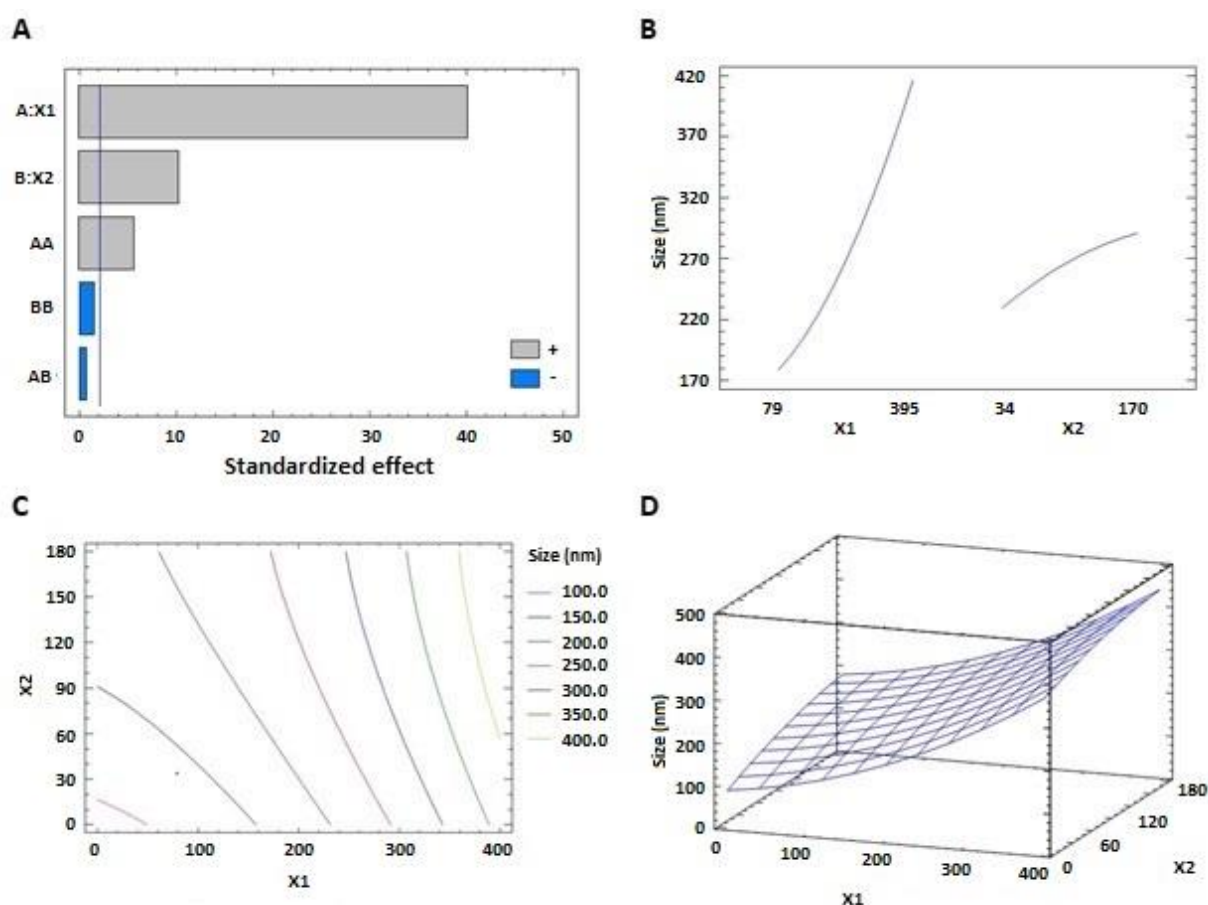 A
A:X1
B:X2
AA
BB
AB
+
-
0 10 20 30 40 50
Standardized effect
B
Size (nm)
420
370
320
270
220
170
79 395 34 170
X1 X2
C
X2
180
150
120
90
60
30
0
0 100 200 300 400
X1
Size (nm)
100.0
150.0
200.0
250.0
300.0
350.0
400.0
D
Size (nm)
500
400
300
200
100
0
0 100 200 300 400
X1
0 60 120 180
X2